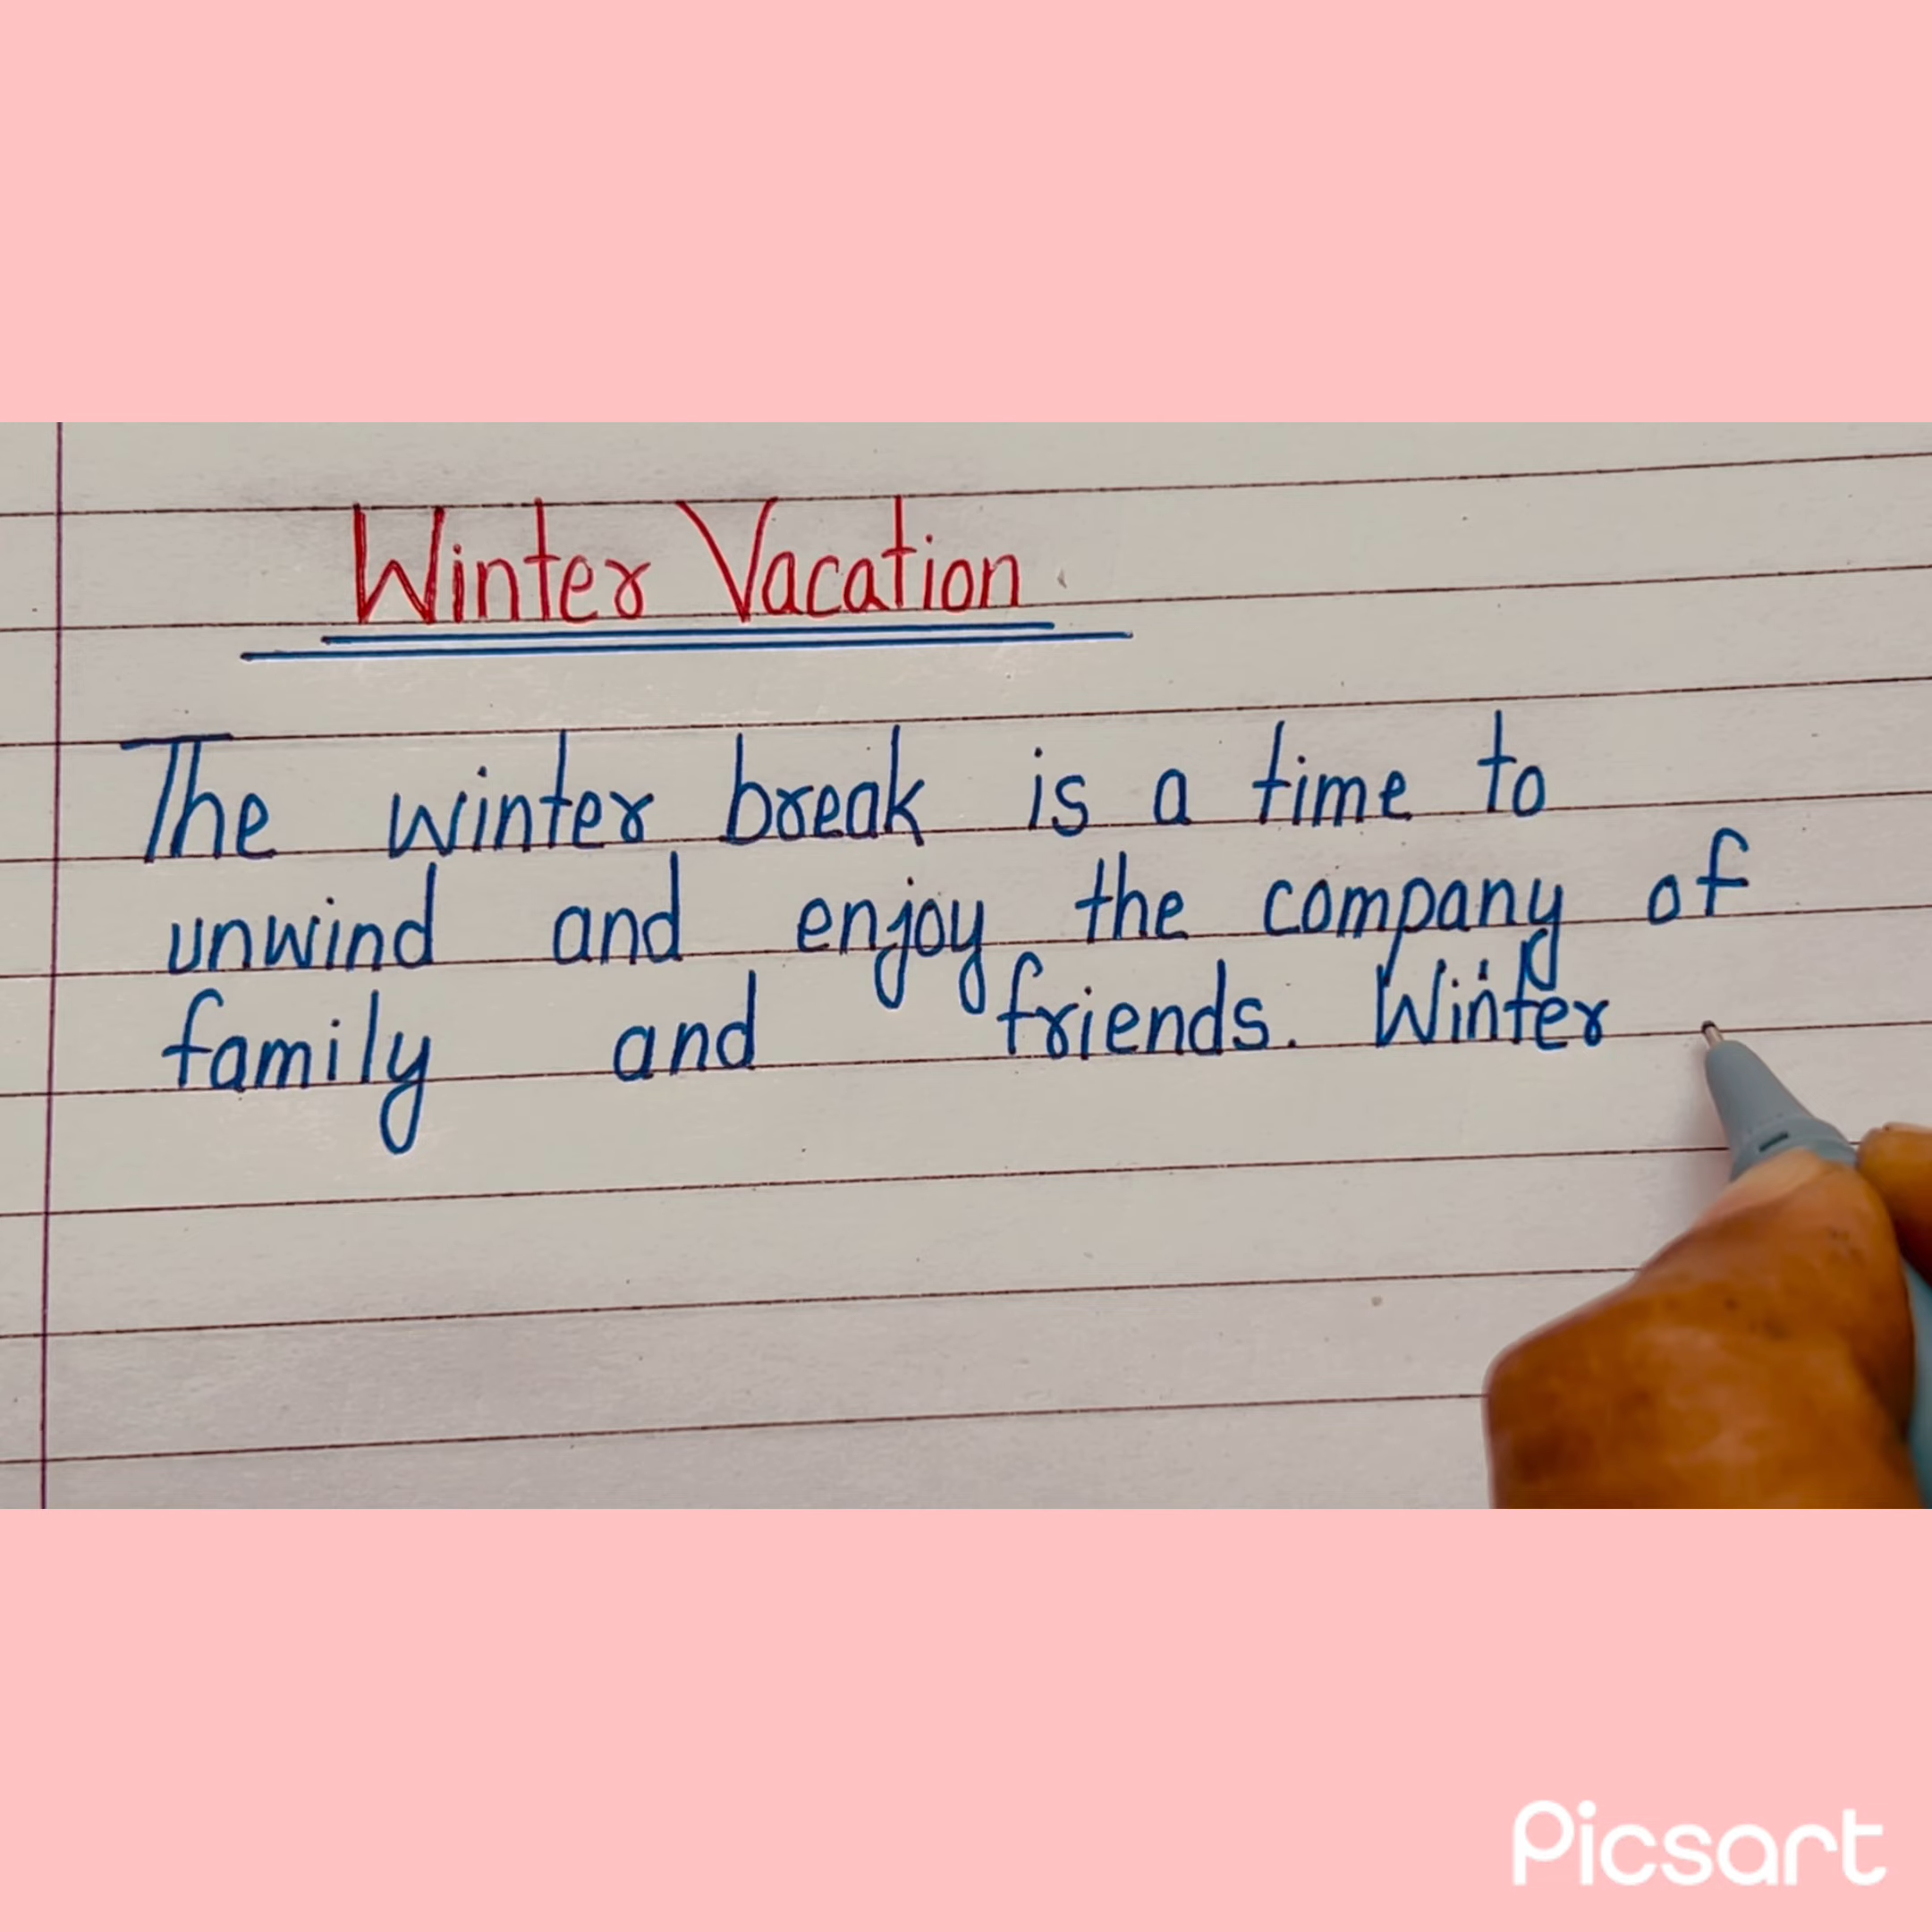 Winter Vacation
The winter break is a time to
unwind and enjoy the company of
family and friends. Winter
Picsart